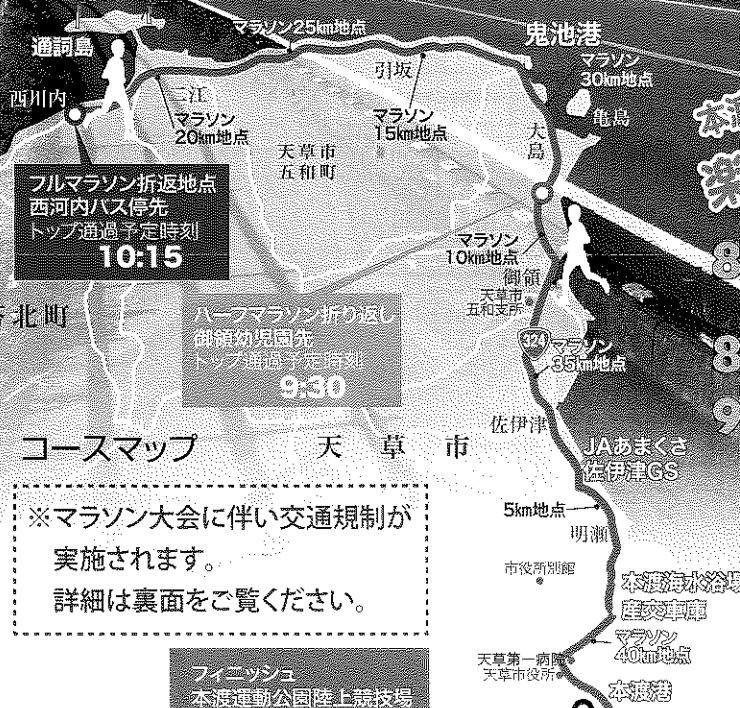 マラソン25km地点
鬼池港
通詞島
マラソン
30km地点
引坂
西川内
二江
マラソン
20km地点
マラソン
15km地点
亀島
大島
天草市
五和町
フルマラソン折返地点
西河内バス停先
トップ通過予定時刻
10:15
マラソン
10km地点
御領
天草市
五和支所
苓北町
ハーフマラソン折り返し
御領幼児園先
トップ通過予定時刻
9:30
324
マラソン
35km地点
佐伊津
コースマップ
天草市
JAあまくさ
佐伊津GS
※マラソン大会に伴い交通規制が
実施されます。
詳細は裏面をご覧ください。
5km地点
明瀬
市役所別館
本渡海水浴場
産交車庫
マラソン
40km地点
天草第一病院
天草市役所
本渡港
フィニッシュ
本渡運動公園陸上競技場
本渡
楽
8
8
9